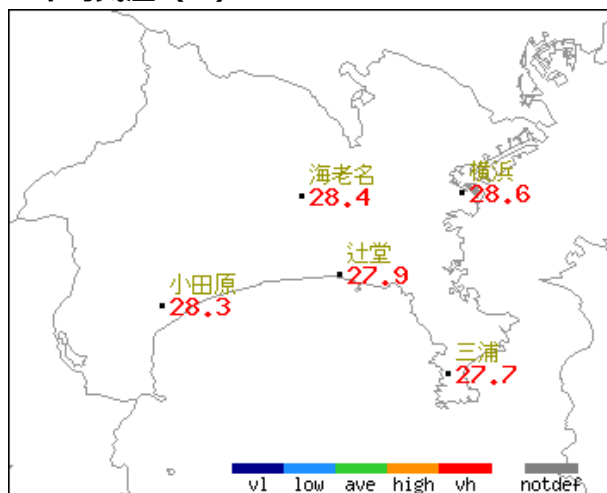 海老名
28.4
横浜
28.6
辻堂
27.9
小田原
28.3
三浦
27.7
vl low ave high vh notdef